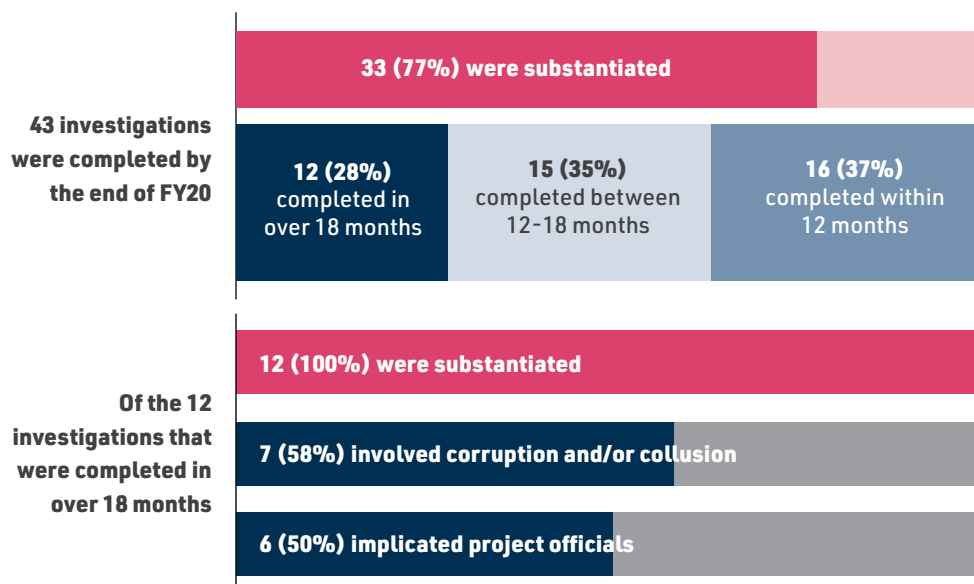 33 (77%) were substantiated
43 investigations
were completed by
the end of FY20
12 (28%)
completed in
over 18 months
15 (35%)
completed between
12-18 months
16 (37%)
completed within
12 months
12 (100%) were substantiated
Of the 12
investigations that
were completed in
over 18 months
7 (58%) involved corruption and/or collusion
6 (50%) implicated project officials